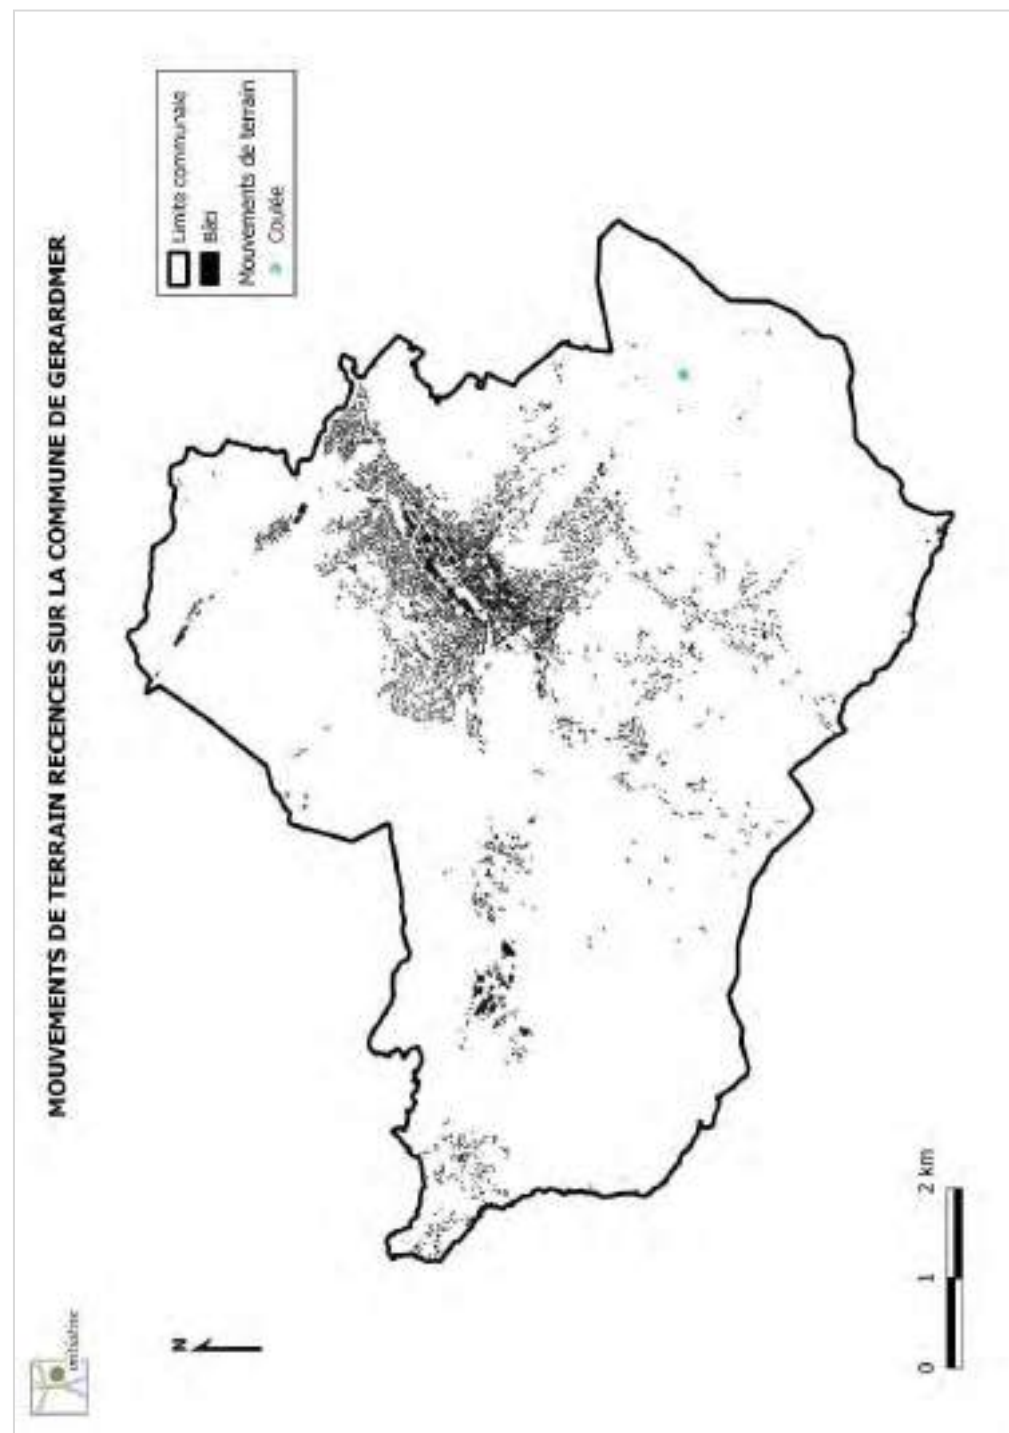 MOUVEMENTS DE TERRAIN RECENCES SUR LA COMMUNE DE GERARDMER
Limite communale
Bâti
Mouvements de terrain
Coulée
N
0 1 2 km